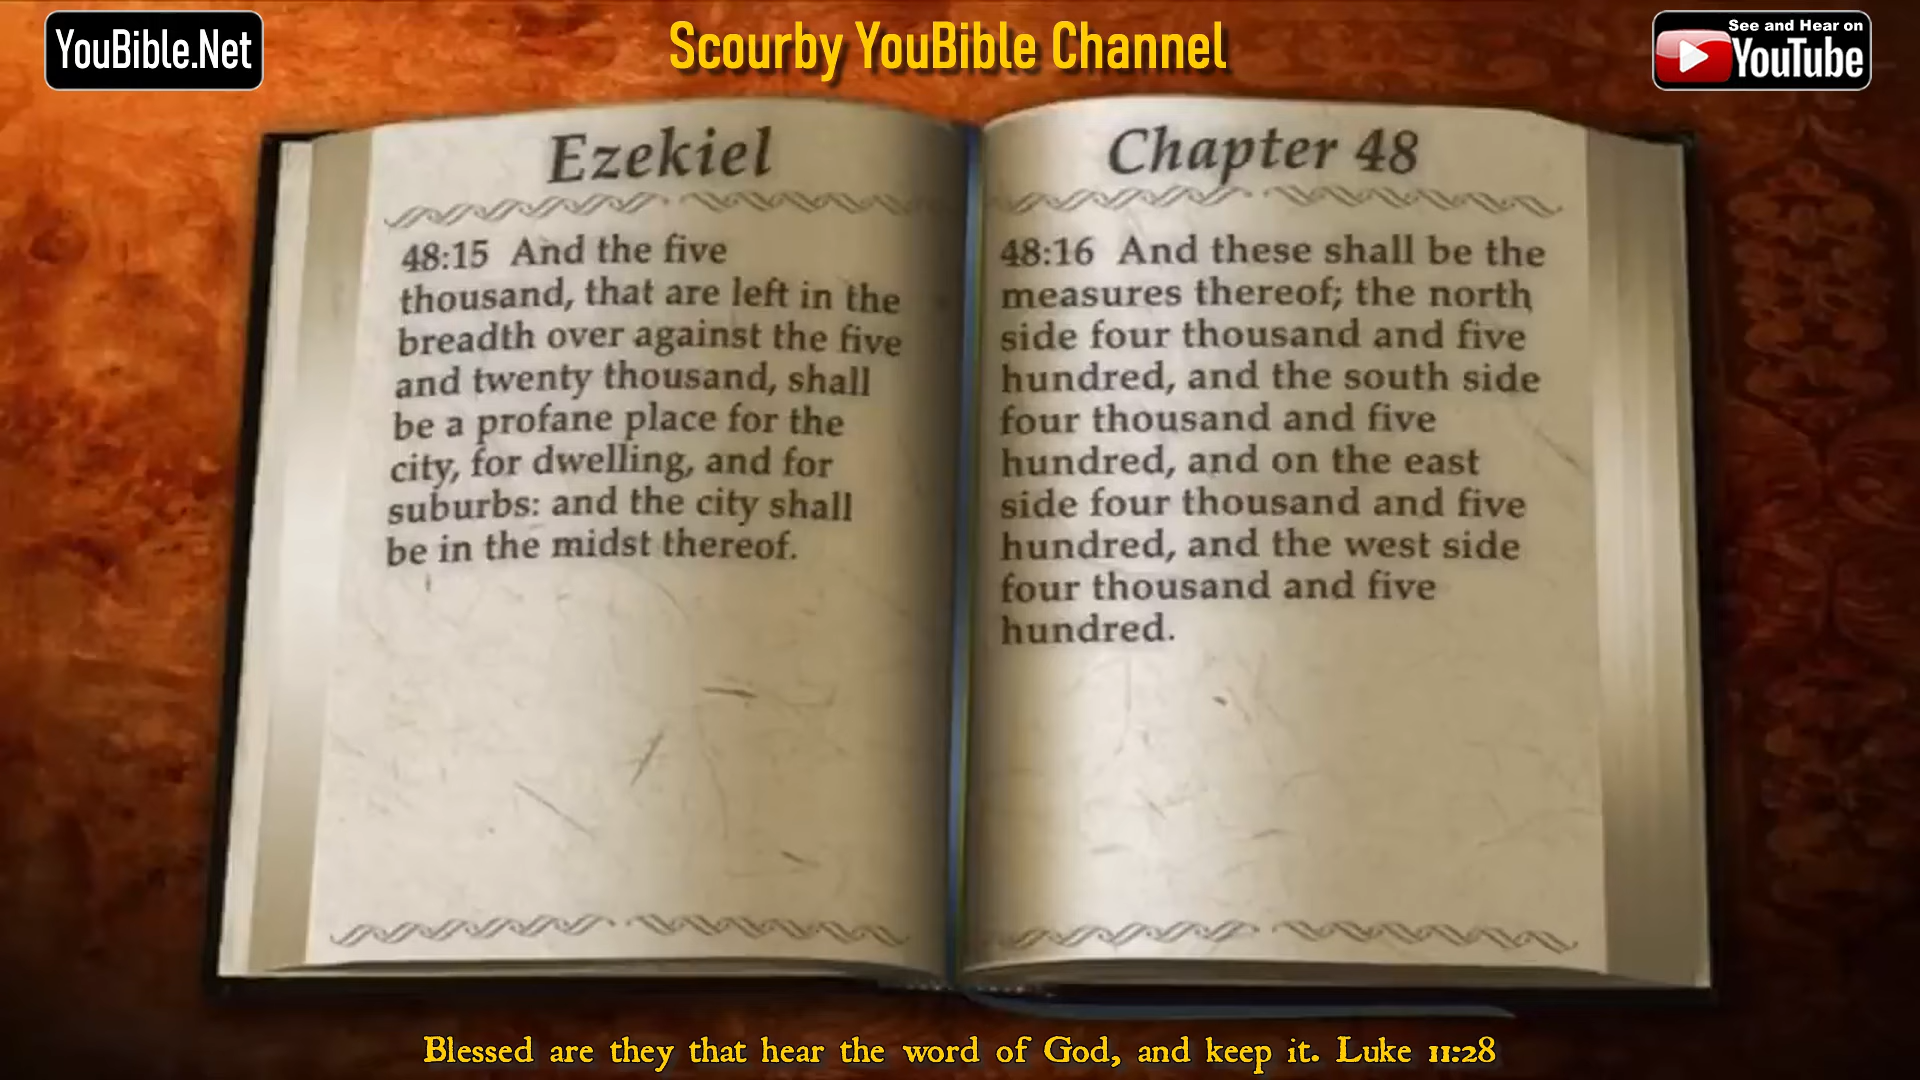 YouBible.Net
Scourby YouBible Channel
See and Hear on
YouTube
Ezekiel
48:15 And the five
thousand, that are left in the
breadth over against the five
and twenty thousand, shall
be a profane place for the
city, for dwelling, and for
suburbs: and the city shall
be in the midst thereof.
Chapter 48
48:16 And these shall be the
measures thereof; the north
side four thousand and five
hundred, and the south side
four thousand and five
hundred, and on the east
side four thousand and five
hundred, and the west side
four thousand and five
hundred.
Blessed are they that hear the word of God, and keep it. Luke 11:28